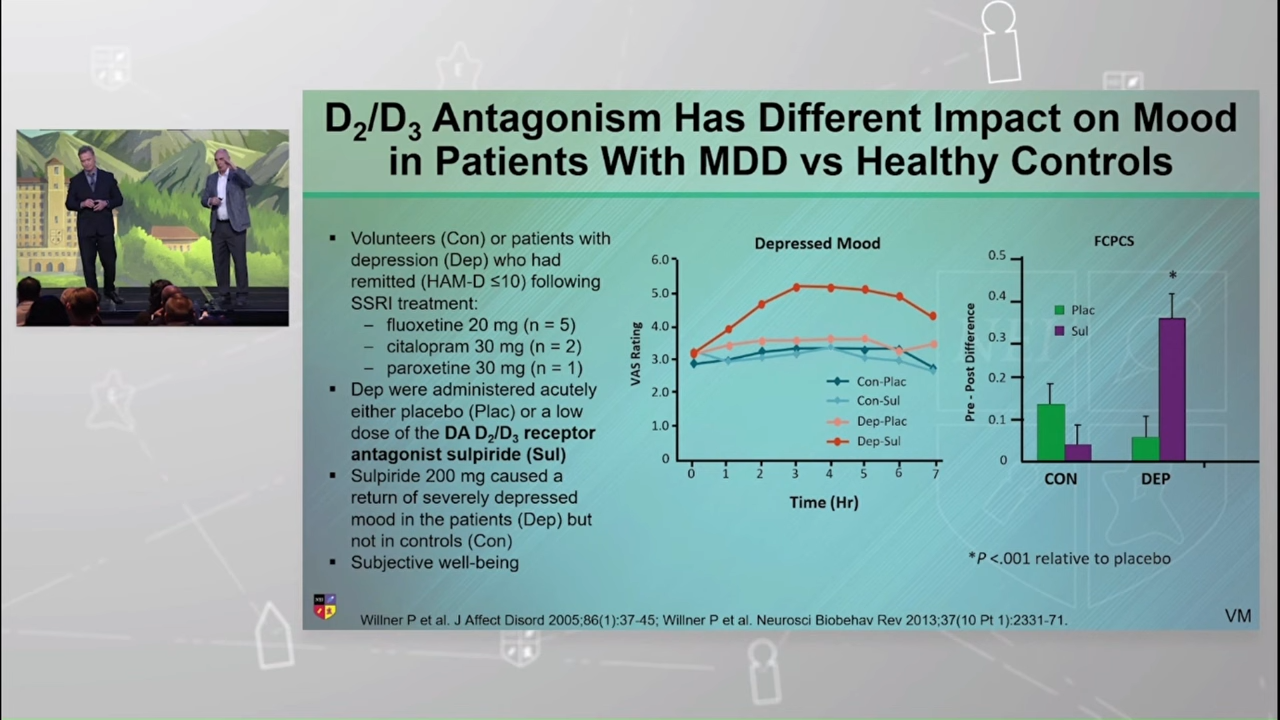 D2/D3 Antagonism Has Different Impact on Mood
in Patients With MDD vs Healthy Controls
▪ Volunteers (Con) or patients with
depression (Dep) who had
remitted (HAM-D ≤10) following
SSRI treatment:
– fluoxetine 20 mg (n = 5)
– citalopram 30 mg (n = 2)
– paroxetine 30 mg (n = 1)
▪ Dep were administered acutely
either placebo (Plac) or a low
dose of the DA D2/D3 receptor
antagonist sulpiride (Sul)
▪ Sulpiride 200 mg caused a
return of severely depressed
mood in the patients (Dep) but
not in controls (Con)
▪ Subjective well-being
Depressed Mood
VAS Rating
6.0
5.0
4.0
3.0
2.0
1.0
0
Con-Plac
Con-Sul
Dep-Plac
Dep-Sul
0 1 2 3 4 5 6 7
Time (Hr)
FCPCS
Pre - Post Difference
0.5
0.4
0.3
0.2
0.1
0
Plac
Sul
*
CON DEP
*P <.001 relative to placebo
Willner P et al. J Affect Disord 2005;86(1):37-45; Willner P et al. Neurosci Biobehav Rev 2013;37(10 Pt 1):2331-71.
VM